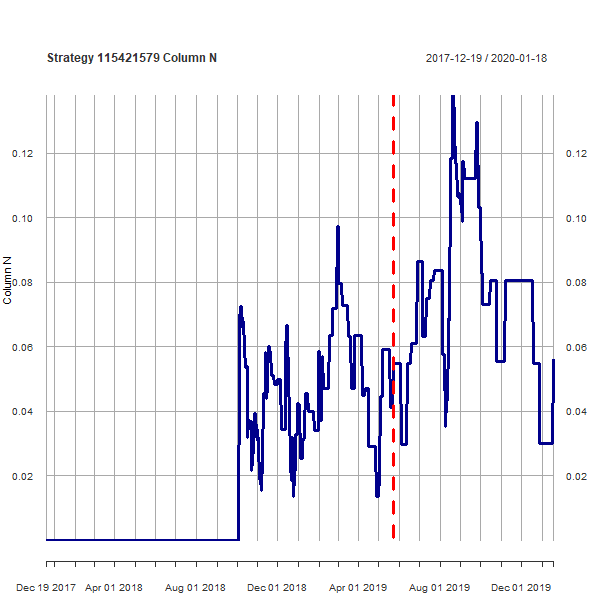 Strategy 115421579 Column N
2017-12-19 / 2020-01-18
0.12
0.12
0.10
0.10
0.08
0.08
Column N
0.06
0.06
0.04
0.04
0.02
0.02
Dec 19 2017
Apr 01 2018
Aug 01 2018
Dec 01 2018
Apr 01 2019
Aug 01 2019
Dec 01 2019